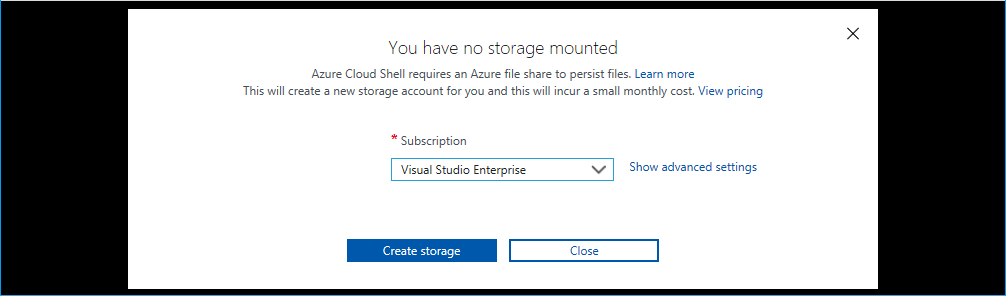 You have no storage mounted
Azure Cloud Shell requires an Azure file share to persist files. Learn more
This will create a new storage account for you and this will incur a small monthly cost. View pricing
* Subscription
Visual Studio Enterprise
Show advanced settings
Create storage
Close